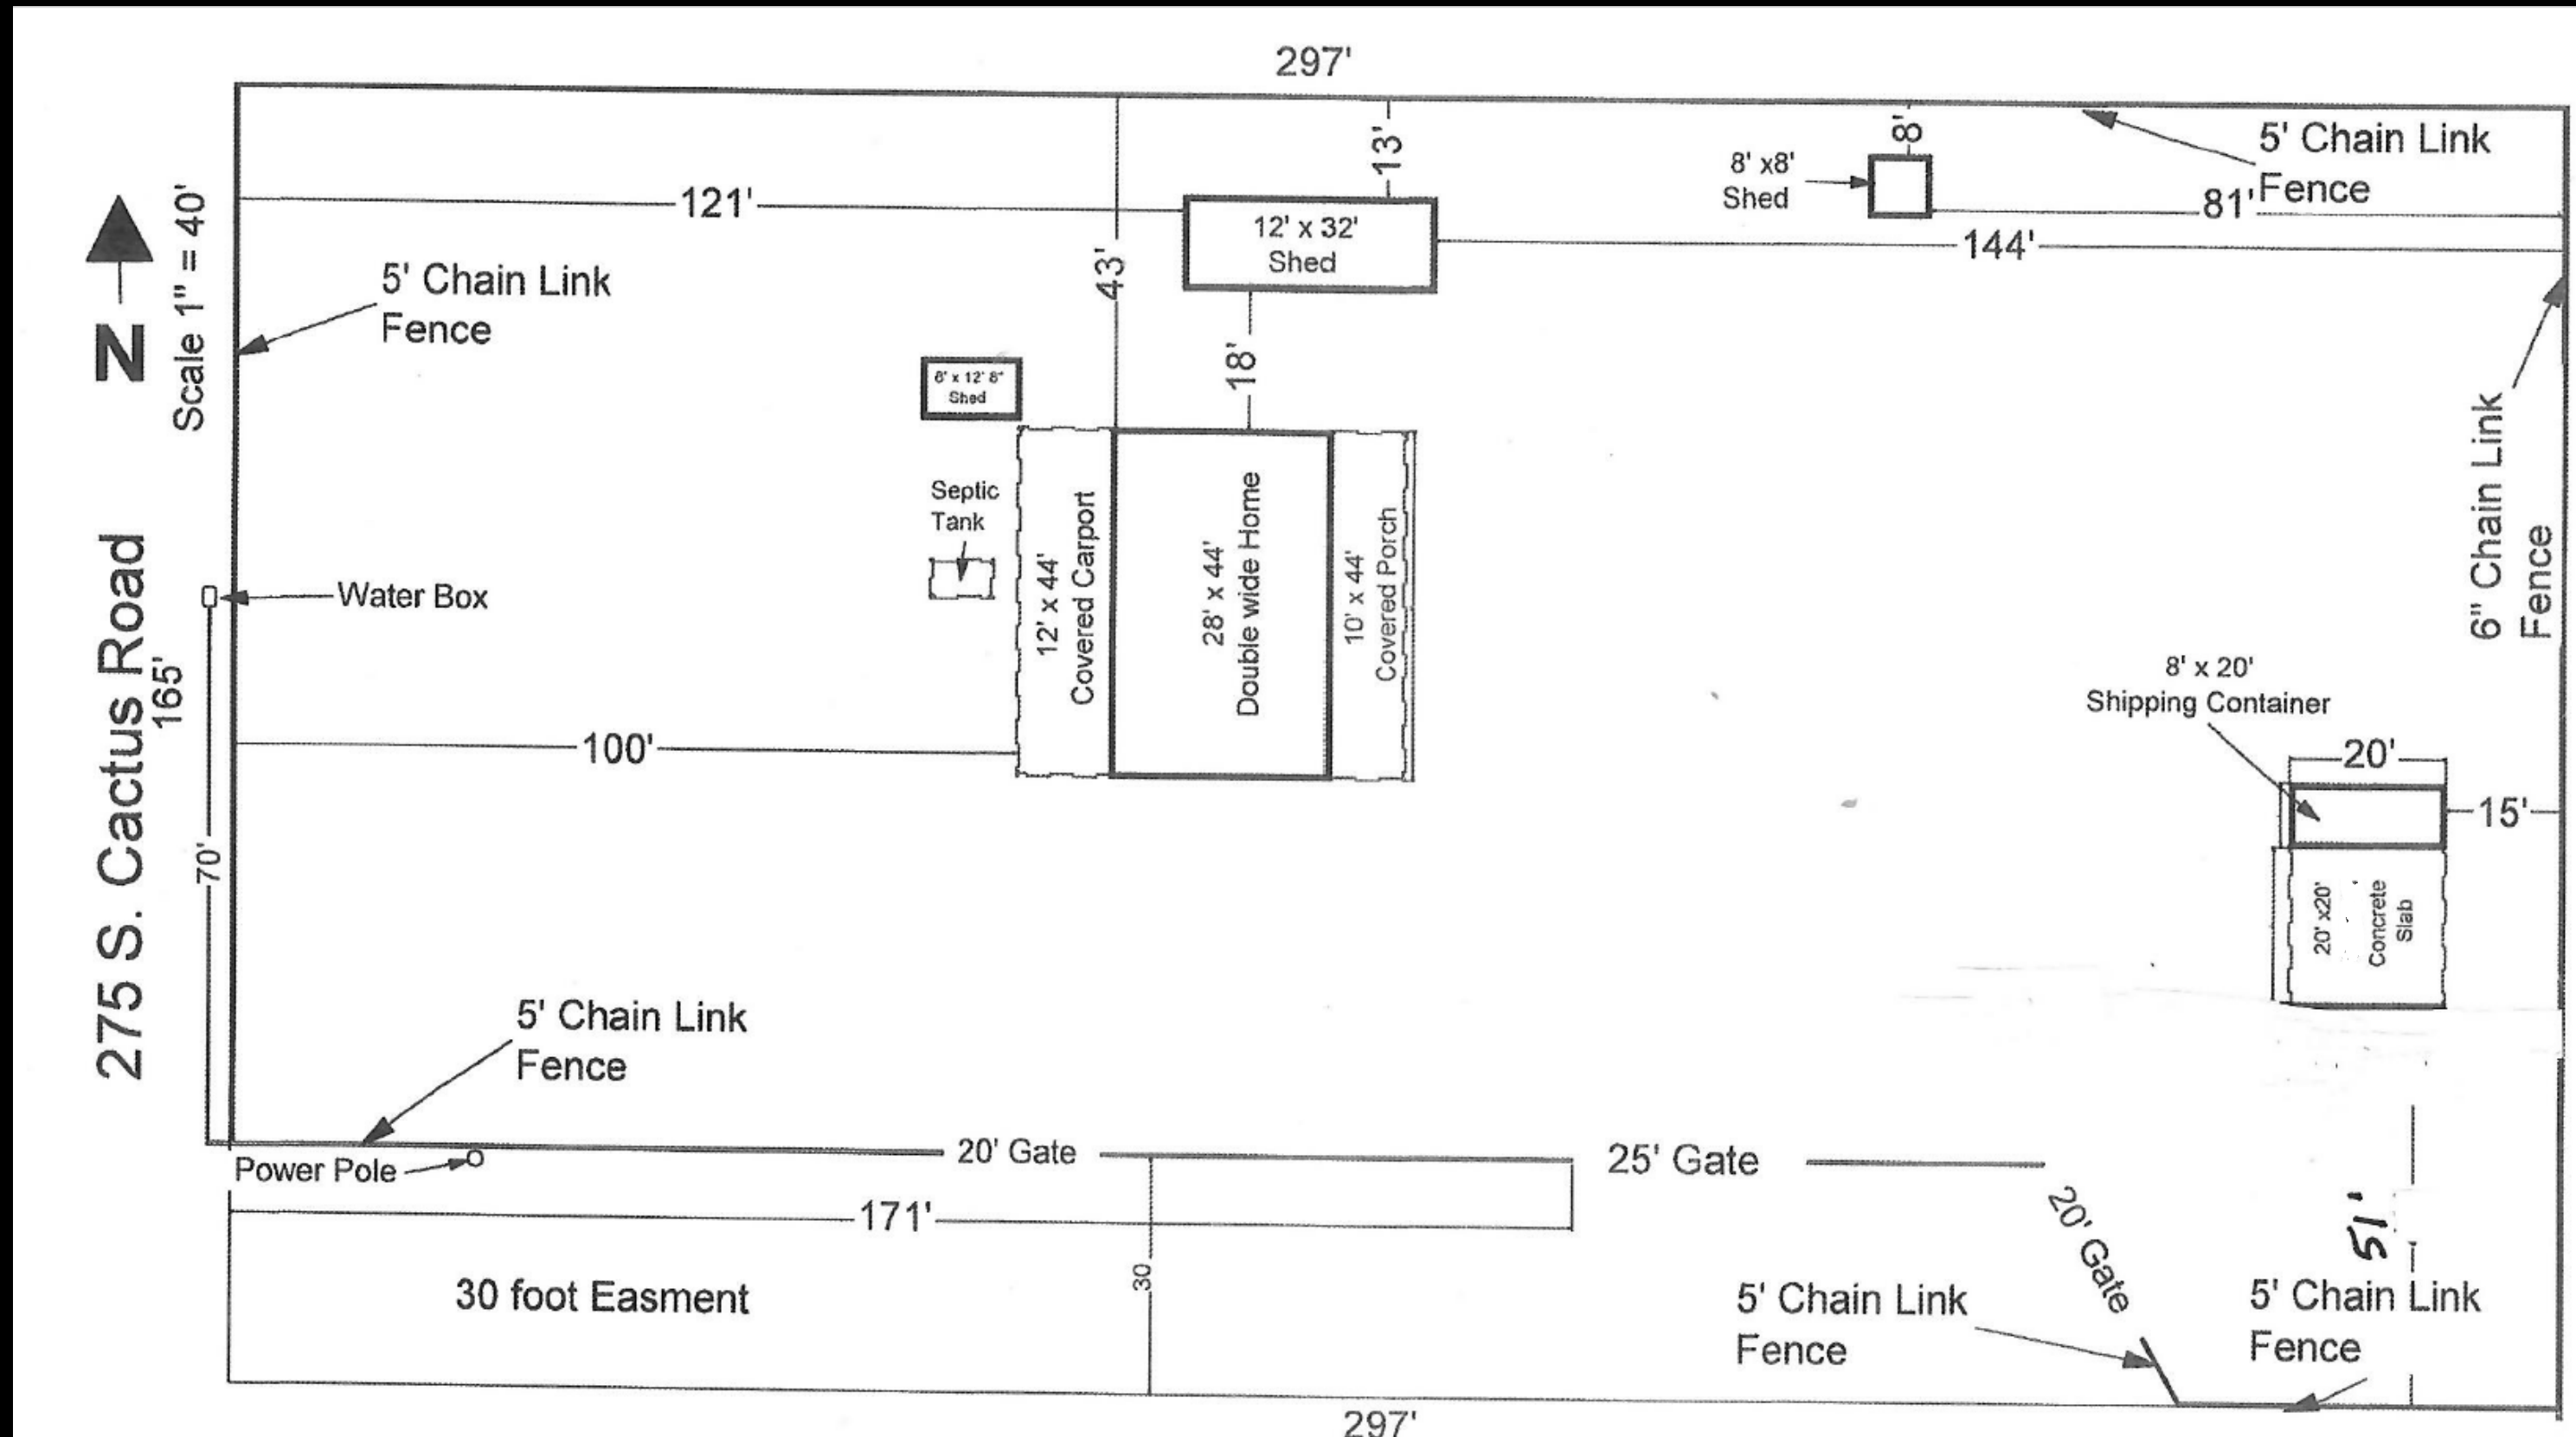 297'
13'
8'
5' Chain Link
Fence
8' x8'
Shed
121'
12' x 32'
Shed
81'
144'
Scale 1" = 40'
N
5' Chain Link
Fence
43'
18'
8' x 12' 8"
Shed
6" Chain Link
Fence
Septic
Tank
12' x 44'
Covered Carport
28' x 44'
Double wide Home
10' x 44'
Covered Porch
275 S. Cactus Road
165'
Water Box
8' x 20'
Shipping Container
100'
20'
15'
70'
20' x20'
Concrete
Slab
5' Chain Link
Fence
Power Pole
20' Gate
25' Gate
171'
20' Gate
51'
30 foot Easment
30
5' Chain Link
Fence
5' Chain Link
Fence
297'